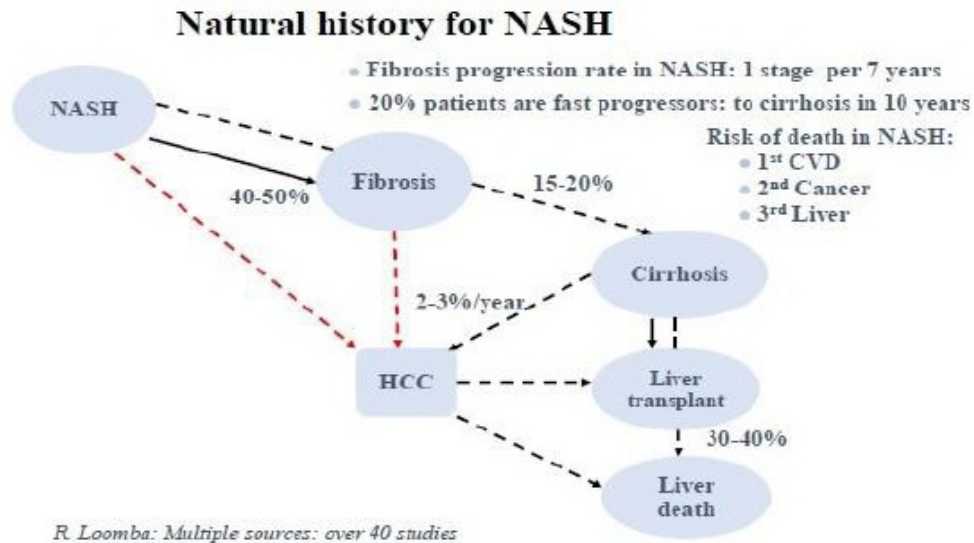 Natural history for NASH
• Fibrosis progression rate in NASH: 1 stage per 7 years
• 20% patients are fast progressors: to cirrhosis in 10 years
Risk of death in NASH:
• 1st CVD
• 2nd Cancer
• 3rd Liver
NASH
40-50%
Fibrosis
15-20%
Cirrhosis
2-3%/year
HCC
Liver
transplant
30-40%
Liver
death
R Loomba: Multiple sources: over 40 studies